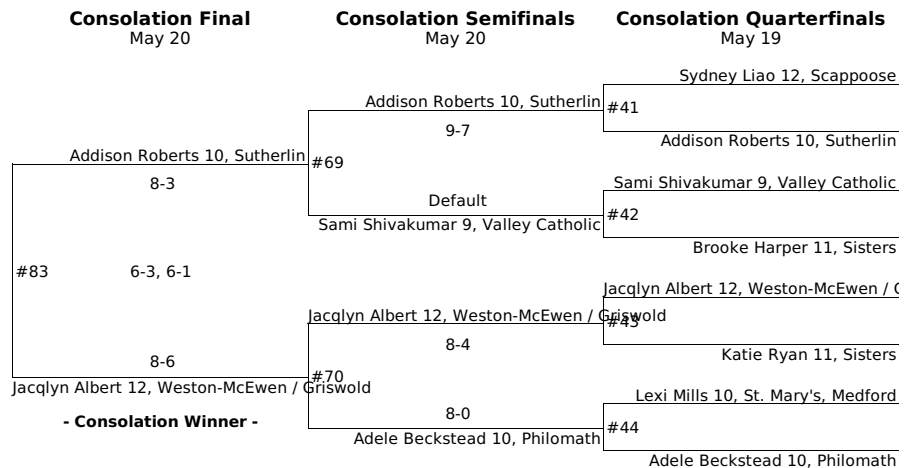 Consolation Final
May 20
Consolation Semifinals
May 20
Consolation Quarterfinals
May 19
Addison Roberts 10, Sutherlin
8-3
#83
6-3, 6-1
8-6
Jacqlyn Albert 12, Weston-McEwen / Griswold
- Consolation Winner -
Addison Roberts 10, Sutherlin
9-7
#69
Default
Sami Shivakumar 9, Valley Catholic
Jacqlyn Albert 12, Weston-McEwen / Griswold
8-4
#70
8-0
Adele Beckstead 10, Philomath
Sydney Liao 12, Scappoose
#41
Addison Roberts 10, Sutherlin
Sami Shivakumar 9, Valley Catholic
#42
Brooke Harper 11, Sisters
Jacqlyn Albert 12, Weston-McEwen /
#43
Katie Ryan 11, Sisters
Lexi Mills 10, St. Mary's, Medford
#44
Adele Beckstead 10, Philomath